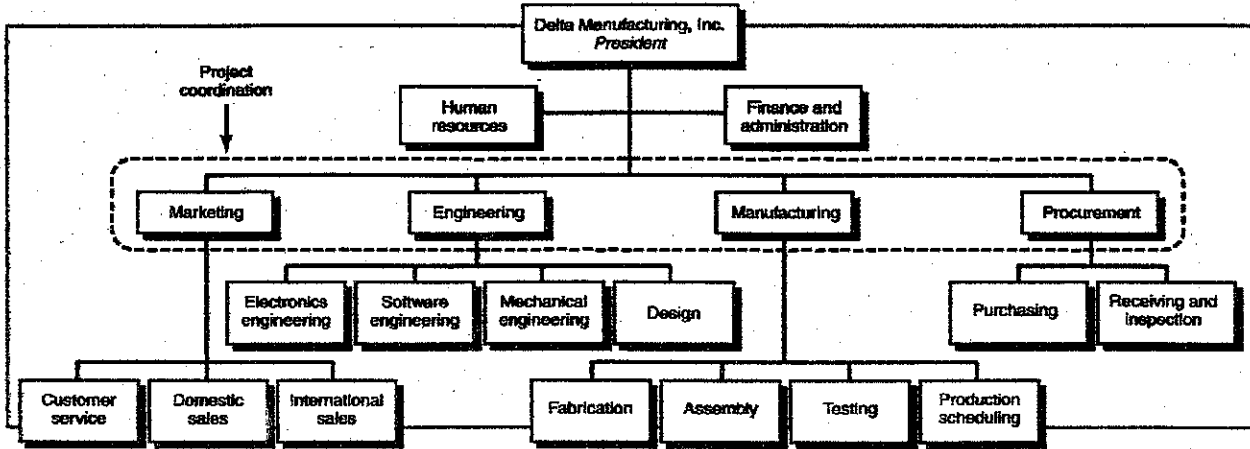 Delta Manufacturing, Inc.
President
Project
coordination
Human
resources
Finance and
administration
Marketing
Engineering
Manufacturing
Procurement
Electronics
engineering
Software
engineering
Mechanical
engineering
Design
Purchasing
Receiving and
inspection
Customer
service
Domestic
sales
International
sales
Fabrication
Assembly
Testing
Production
scheduling